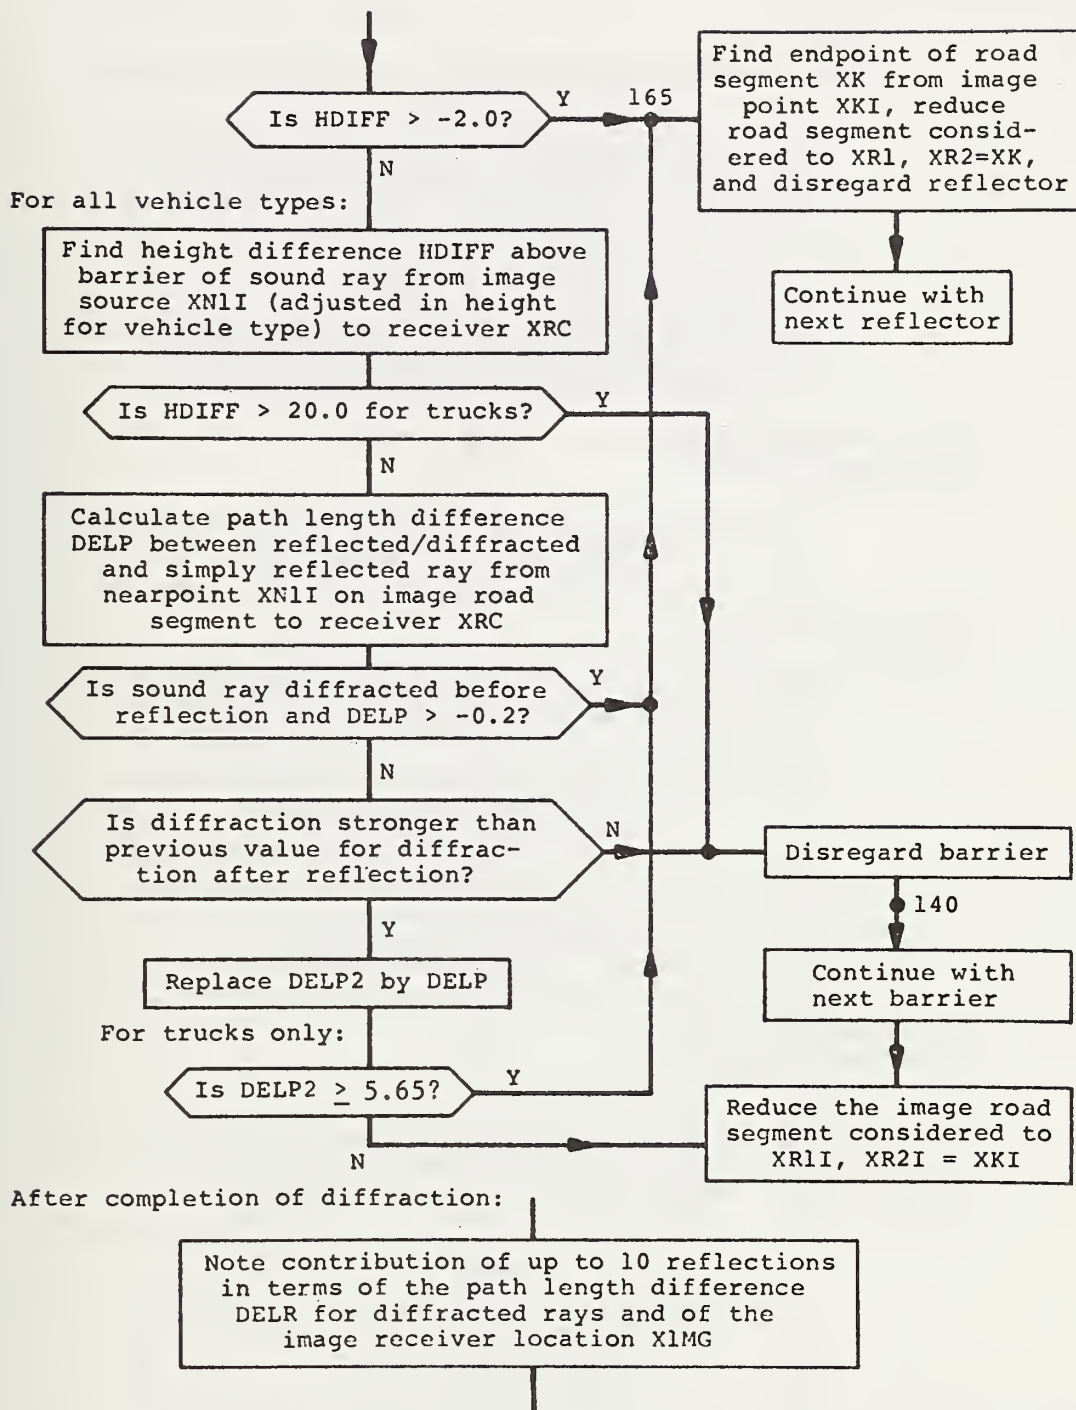 Is HDIFF > -2.0?
Y
165
Find endpoint of road
segment XK from image
point XKI, reduce
road segment consid-
ered to XR1, XR2=XK,
and disregard reflector
N
For all vehicle types:
Find height difference HDIFF above
barrier of sound ray from image
source XN1I (adjusted in height
for vehicle type) to receiver XRC
Continue with
next reflector
Is HDIFF > 20.0 for trucks?
Y
N
Calculate path length difference
DELP between reflected/diffracted
and simply reflected ray from
nearpoint XN1I on image road
segment to receiver XRC
Is sound ray diffracted before
reflection and DELP > -0.2?
Y
N
Is diffraction stronger than
previous value for diffrac-
tion after reflection?
N
Disregard barrier
140
Y
Replace DELP2 by DELP
Continue with
next barrier
For trucks only:
Is DELP2 ≥ 5.65?
Y
Reduce the image road
segment considered to
XR1I, XR2I = XKI
N
After completion of diffraction:
Note contribution of up to 10 reflections
in terms of the path length difference
DELR for diffracted rays and of the
image receiver location X1MG